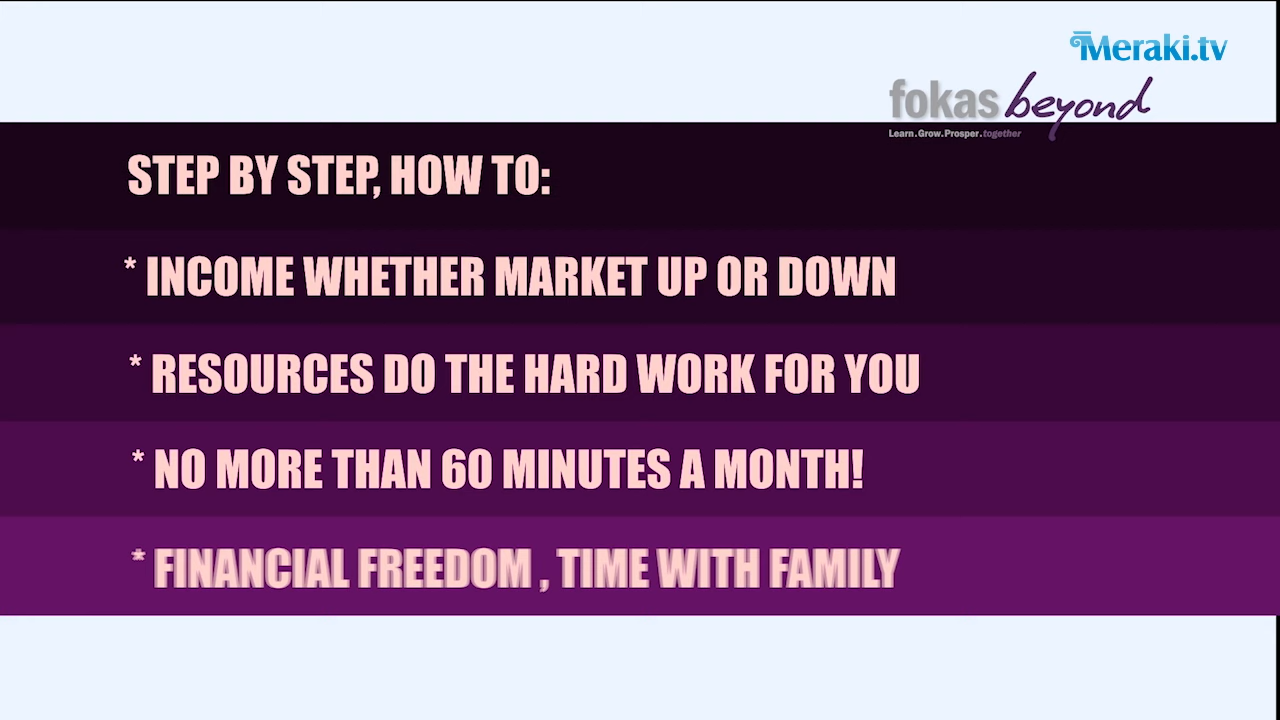 Meraki.tv
fokas beyond
Learn.Grow.Prosper.together
STEP BY STEP, HOW TO:
* INCOME WHETHER MARKET UP OR DOWN
* RESOURCES DO THE HARD WORK FOR YOU
* NO MORE THAN 60 MINUTES A MONTH!
* FINANCIAL FREEDOM , TIME WITH FAMILY